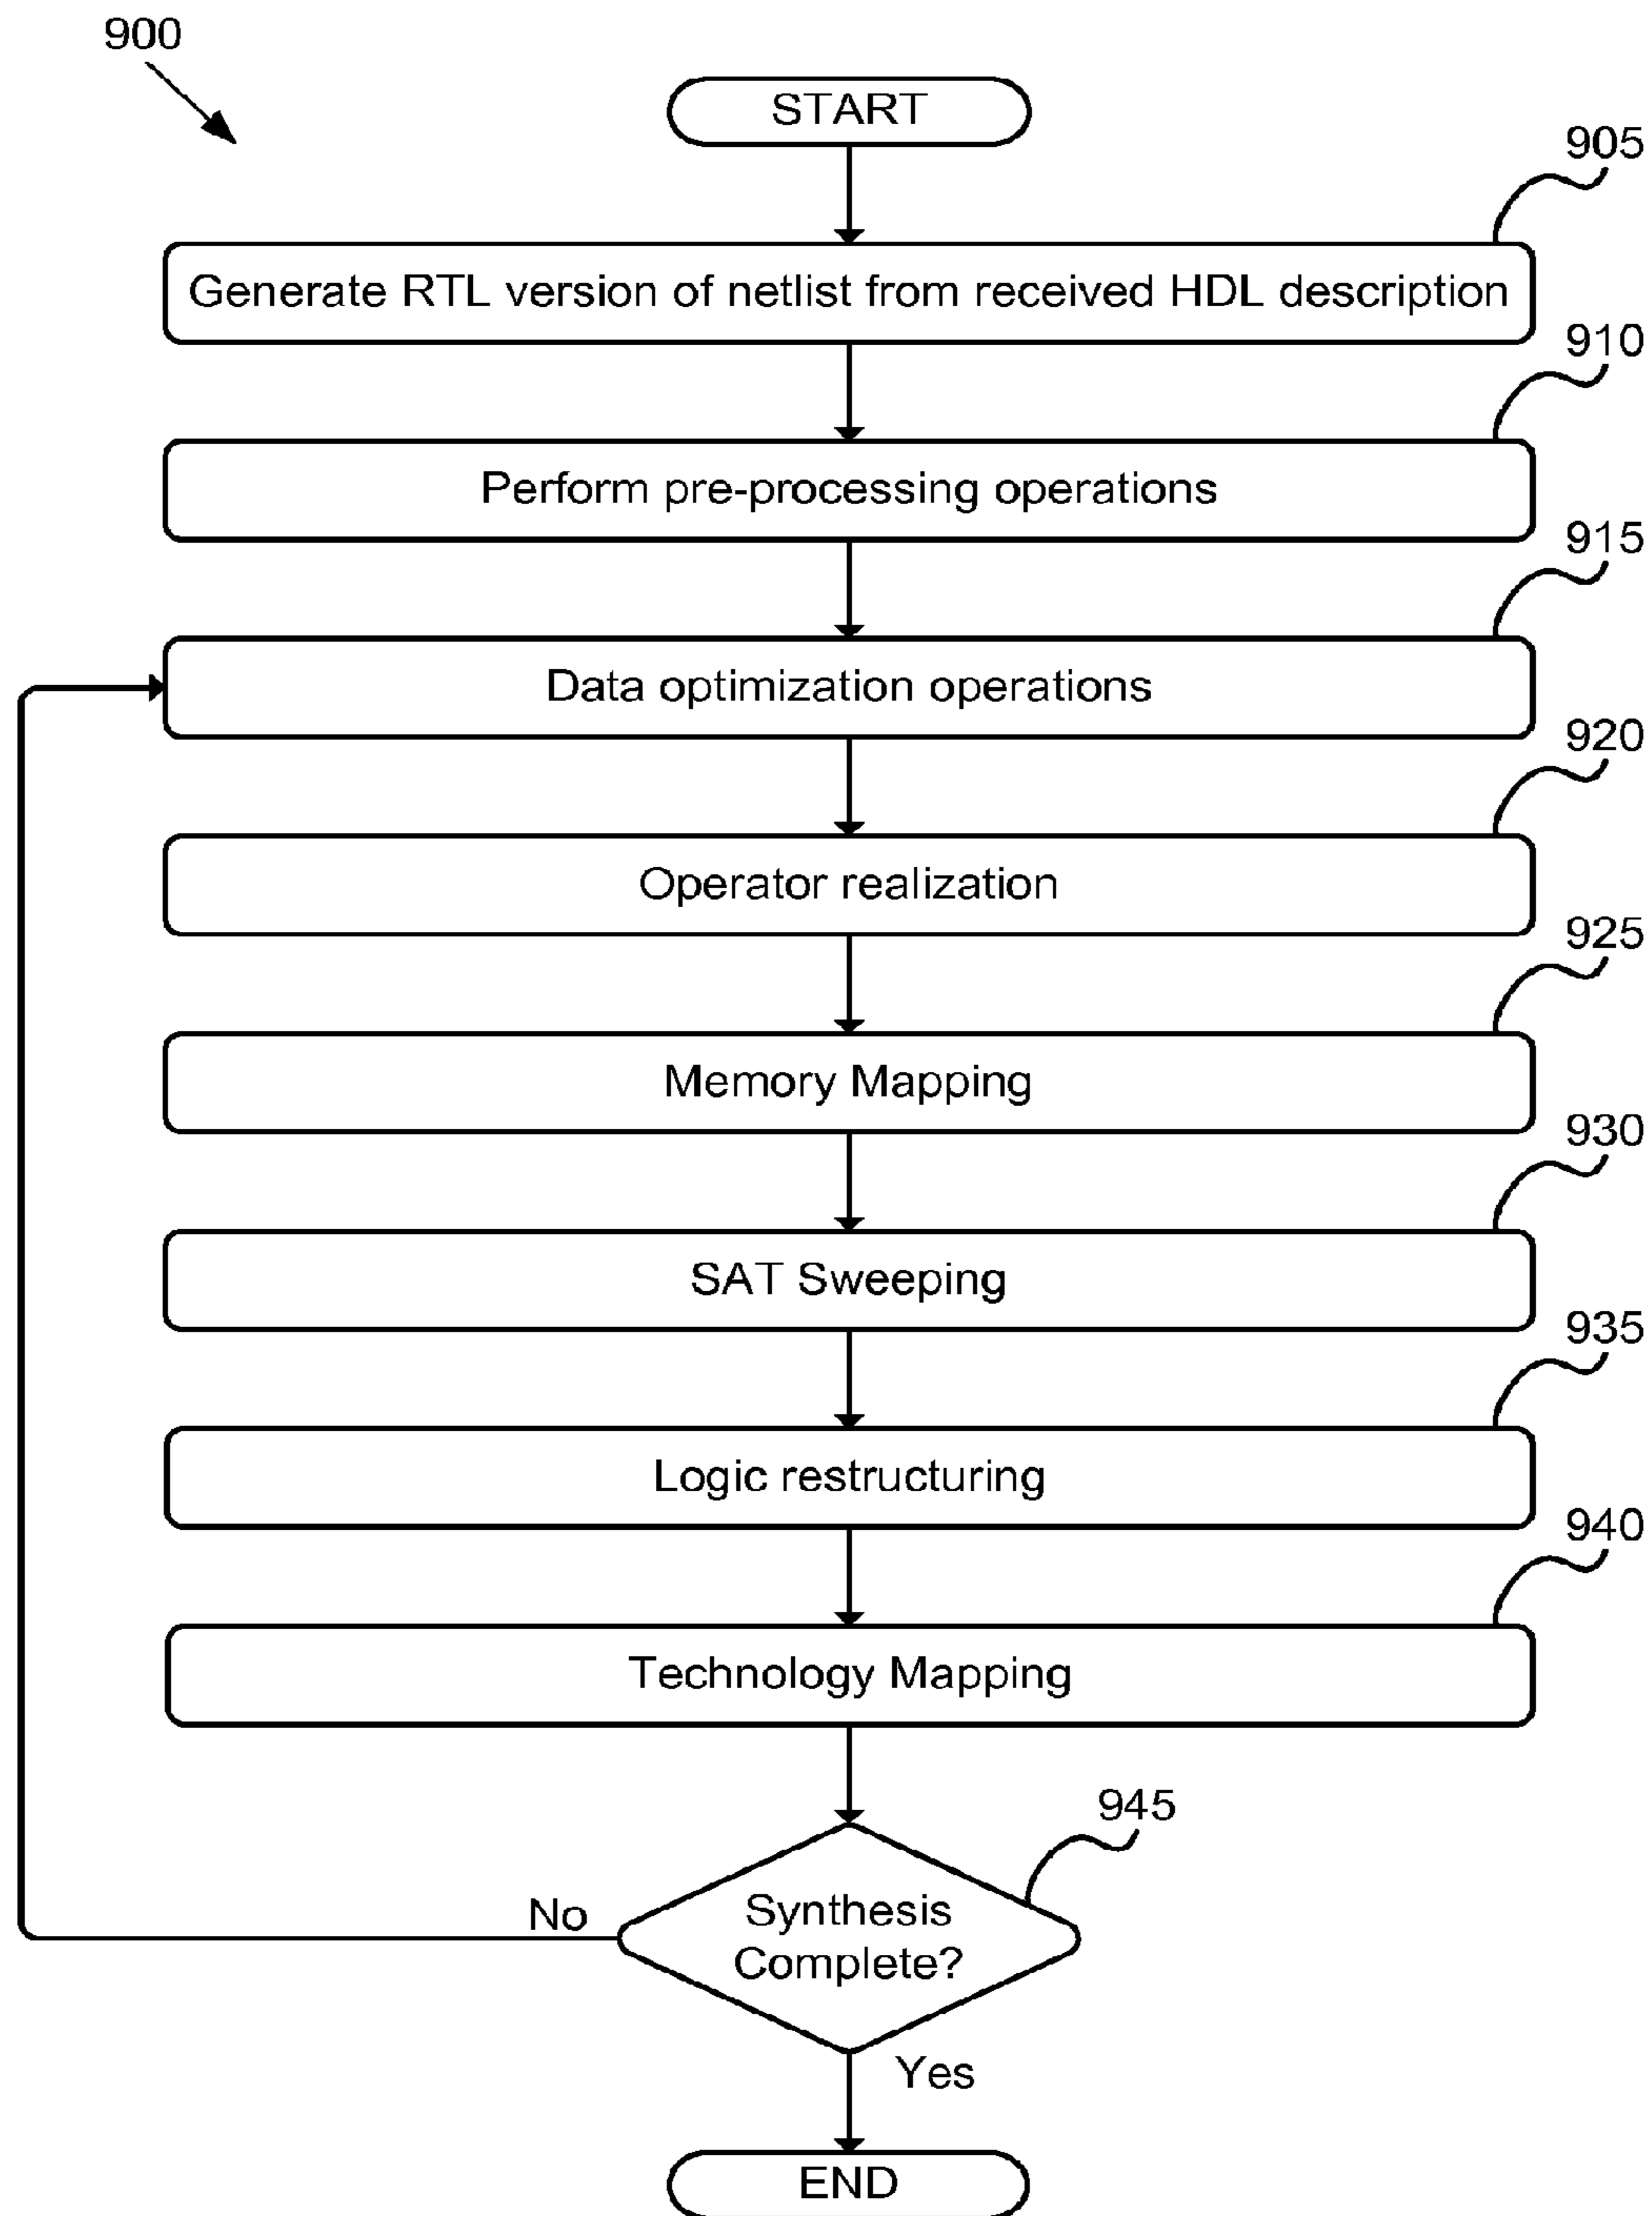 900
START
905
Generate RTL version of netlist from received HDL description
910
Perform pre-processing operations
915
Data optimization operations
920
Operator realization
925
Memory Mapping
930
SAT Sweeping
935
Logic restructuring
940
Technology Mapping
945
Synthesis
Complete?
No
Yes
END